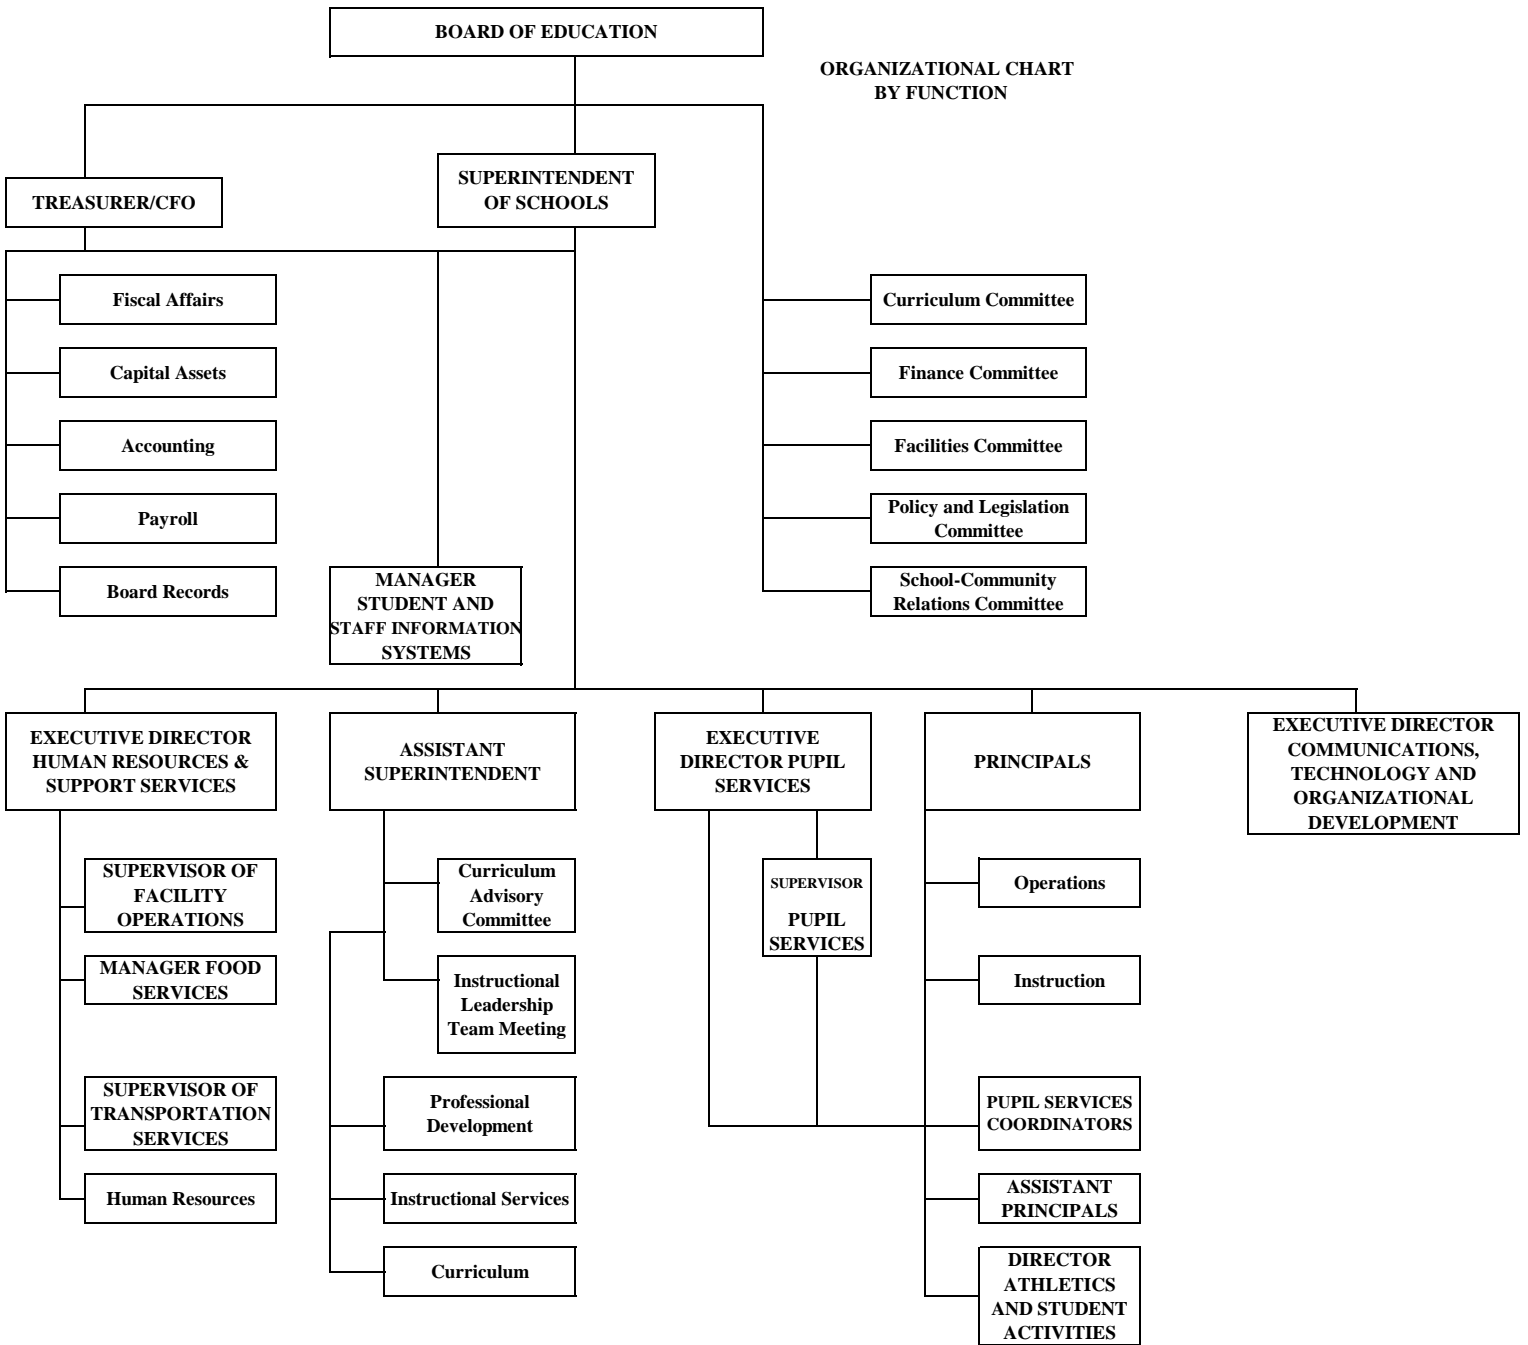 BOARD OF EDUCATION
ORGANIZATIONAL CHART
BY FUNCTION
TREASURER/CFO
SUPERINTENDENT
OF SCHOOLS
Fiscal Affairs
Capital Assets
Accounting
Payroll
Board Records
MANAGER
STUDENT AND
STAFF INFORMATION
SYSTEMS
Curriculum Committee
Finance Committee
Facilities Committee
Policy and Legislation
Committee
School-Community
Relations Committee
EXECUTIVE DIRECTOR
HUMAN RESOURCES &
SUPPORT SERVICES
ASSISTANT
SUPERINTENDENT
EXECUTIVE
DIRECTOR PUPIL
SERVICES
PRINCIPALS
EXECUTIVE DIRECTOR
COMMUNICATIONS,
TECHNOLOGY AND
ORGANIZATIONAL
DEVELOPMENT
SUPERVISOR OF
FACILITY
OPERATIONS
MANAGER FOOD
SERVICES
SUPERVISOR OF
TRANSPORTATION
SERVICES
Human Resources
Curriculum
Advisory
Committee
Instructional
Leadership
Team Meeting
Professional
Development
Instructional Services
Curriculum
SUPERVISOR
PUPIL
SERVICES
Operations
Instruction
PUPIL SERVICES
COORDINATORS
ASSISTANT
PRINCIPALS
DIRECTOR
ATHLETICS
AND STUDENT
ACTIVITIES